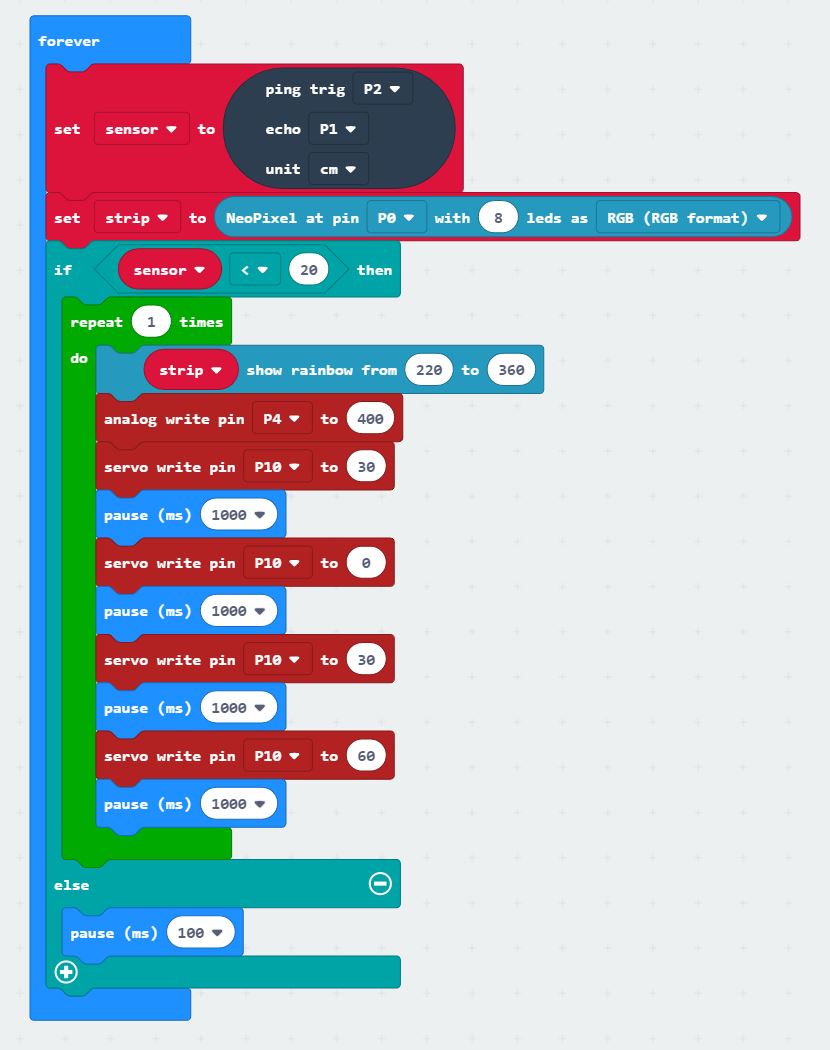 forever
ping trig P2
set sensor to echo P1
unit cm
set strip to NeoPixel at pin P0 with 8 leds as RGB (RGB format)
if sensor < 20 then
repeat 1 times
do
strip show rainbow from 220 to 360
analog write pin P4 to 400
servo write pin P10 to 30
pause (ms) 1000
servo write pin P10 to 0
pause (ms) 1000
servo write pin P10 to 30
pause (ms) 1000
servo write pin P10 to 60
pause (ms) 1000
else
pause (ms) 100